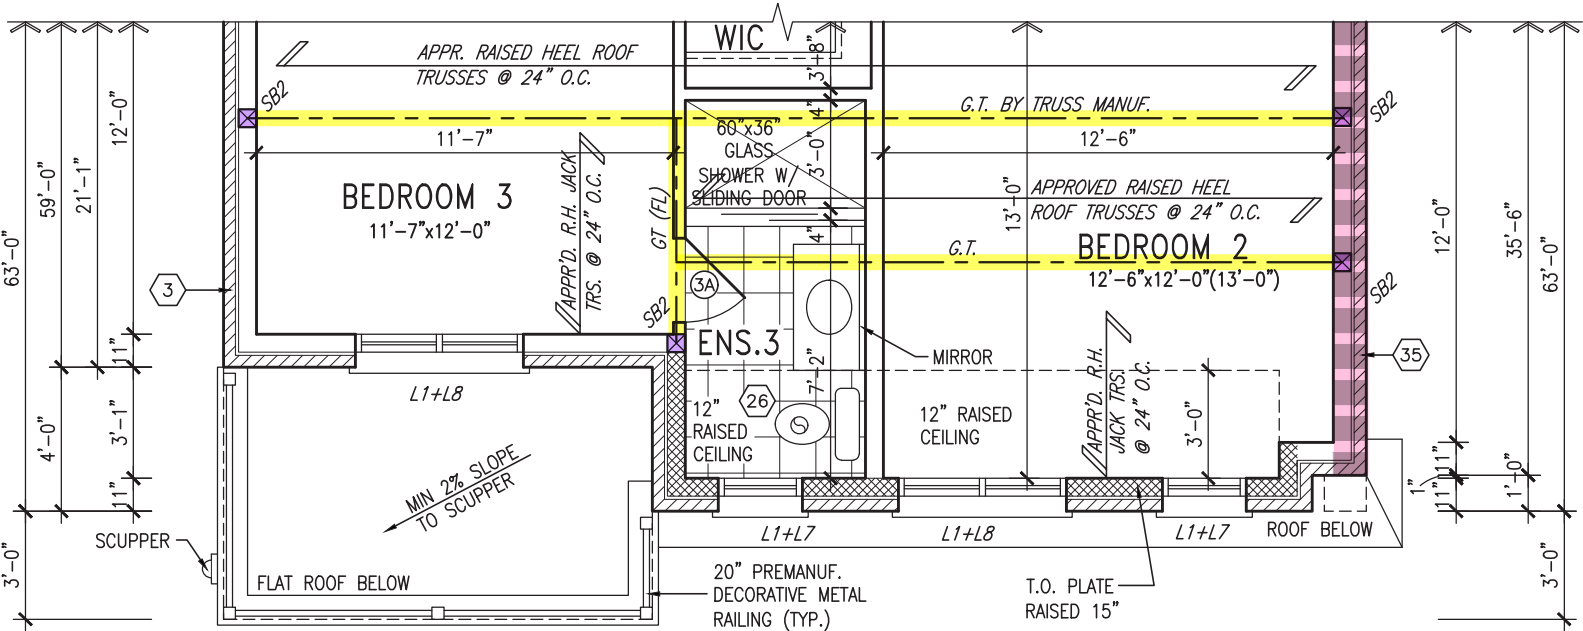 WIC
3'-8"
APPR. RAISED HEEL ROOF
TRUSSES @ 24" O.C.
SB2
G.T. BY TRUSS MANUF.
SB2
12'-0"
4"
11'-7"
60"x36"
GLASS
SHOWER W/
SLIDING DOOR
3'-0"
12'-6"
59'-0"
21'-1"
63'-0"
BEDROOM 3
11'-7"x12'-0"
APPR'D. R.H. JACK
TRS. @ 24" O.C.
GT (FL)
13'-0"
APPROVED RAISED HEEL
ROOF TRUSSES @ 24" O.C.
4"
G.T.
BEDROOM 2
12'-6"x12'-0"(13'-0")
12'-0"
35'-6"
63'-0"
3
3A
SB2
SB2
ENS.3
MIRROR
35
11"
7'-2"
L1+L8
12"
RAISED
CEILING
26
12" RAISED
CEILING
APPR'D. R.H.
JACK TRS.
@ 24" O.C.
3'-0"
4'-0"
3'-1"
11"
MIN 2% SLOPE
TO SCUPPER
11"
1"
11"
1'-0"
SCUPPER
L1+L7
L1+L8
L1+L7
ROOF BELOW
3'-0"
FLAT ROOF BELOW
20" PREMANUF.
DECORATIVE METAL
RAILING (TYP.)
T.O. PLATE
RAISED 15"
3'-0"